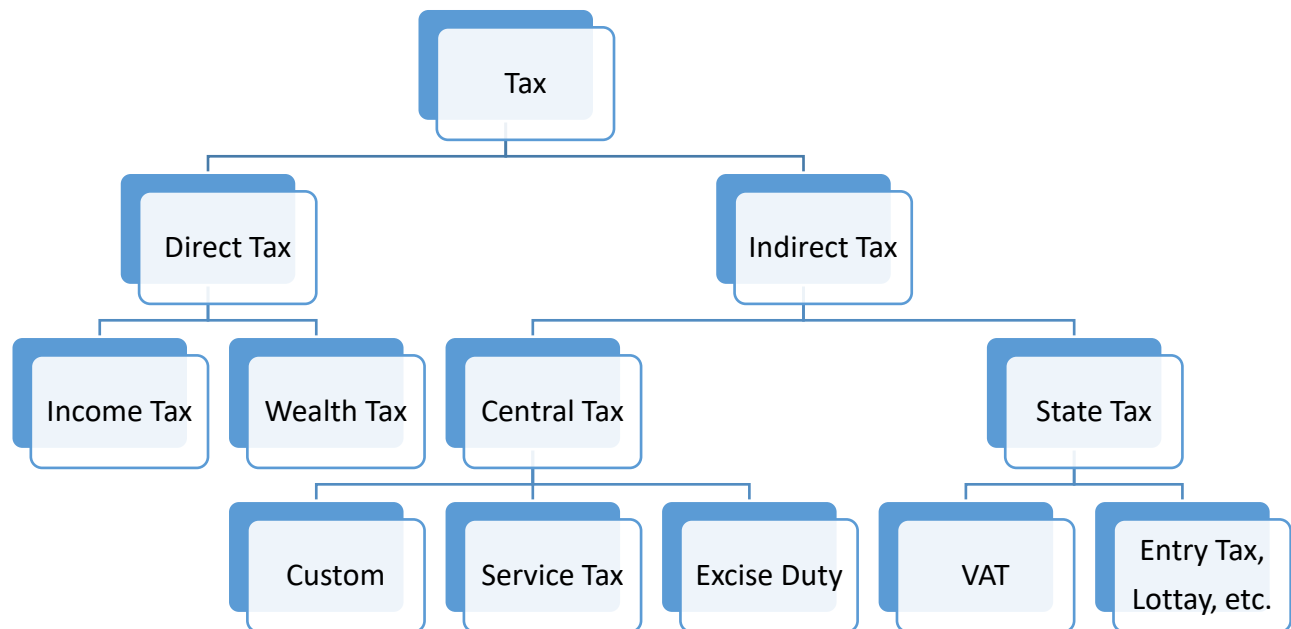 Tax
Direct Tax
Indirect Tax
Income Tax
Wealth Tax
Central Tax
State Tax
Custom
Service Tax
Excise Duty
VAT
Entry Tax,
Lottay, etc.